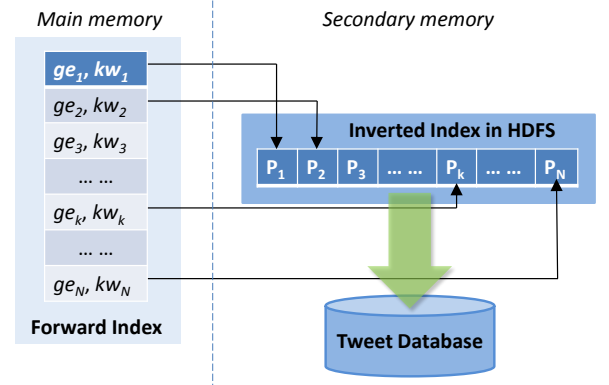 Main memory
Secondary memory
ge1, kw1
ge2, kw2
ge3, kw3
... ...
gek, kwk
... ...
geN, kwN
Forward Index
Inverted Index in HDFS
P1 P2 P3 ... ... Pk ... ... PN
Tweet Database